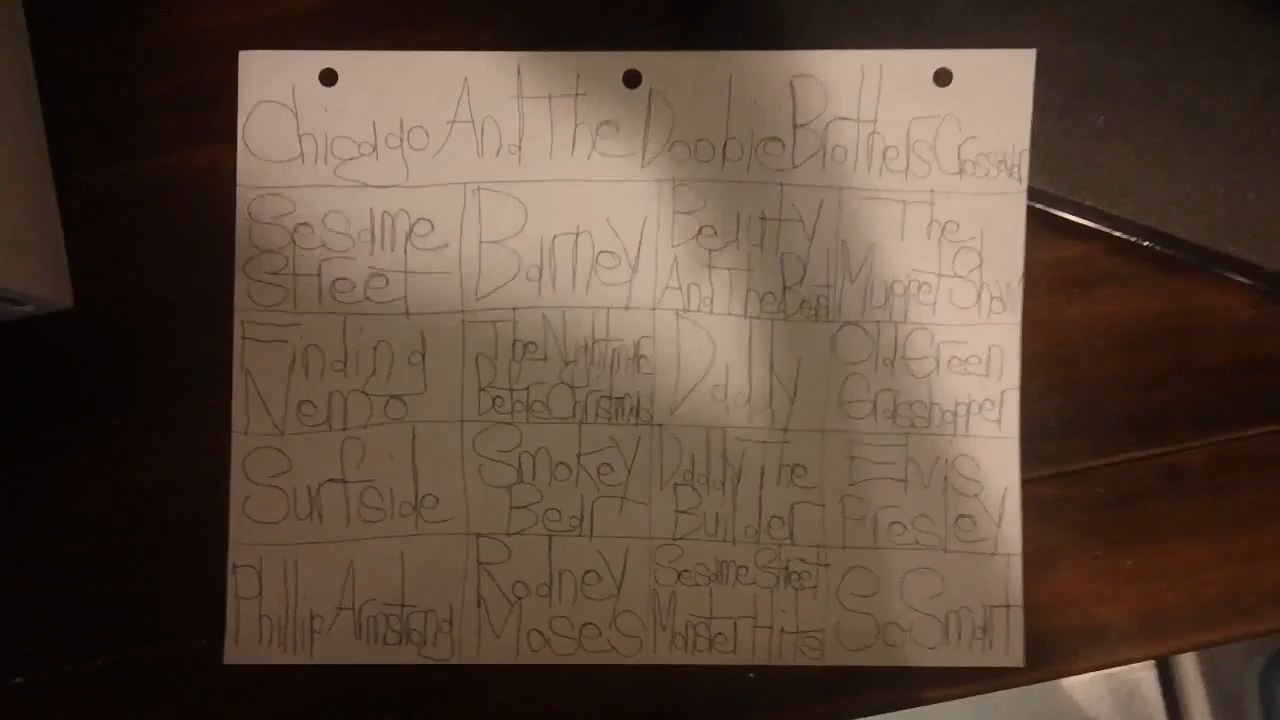 Chicago And The Doobie Brothers Crossover
Sesame
Street
Barney
Beauty
And The Beast
The
Muppet Show
Finding
Nemo
The Nightmare
Before Christmas
Daddy
Old Green
Grasshopper
Surfside
Smokey
Bear
Daddy The
Builder
Elvis
Presley
Phillip Armstrong
Rodney
Moses
Sesame Street
Monster Hits
So Smart